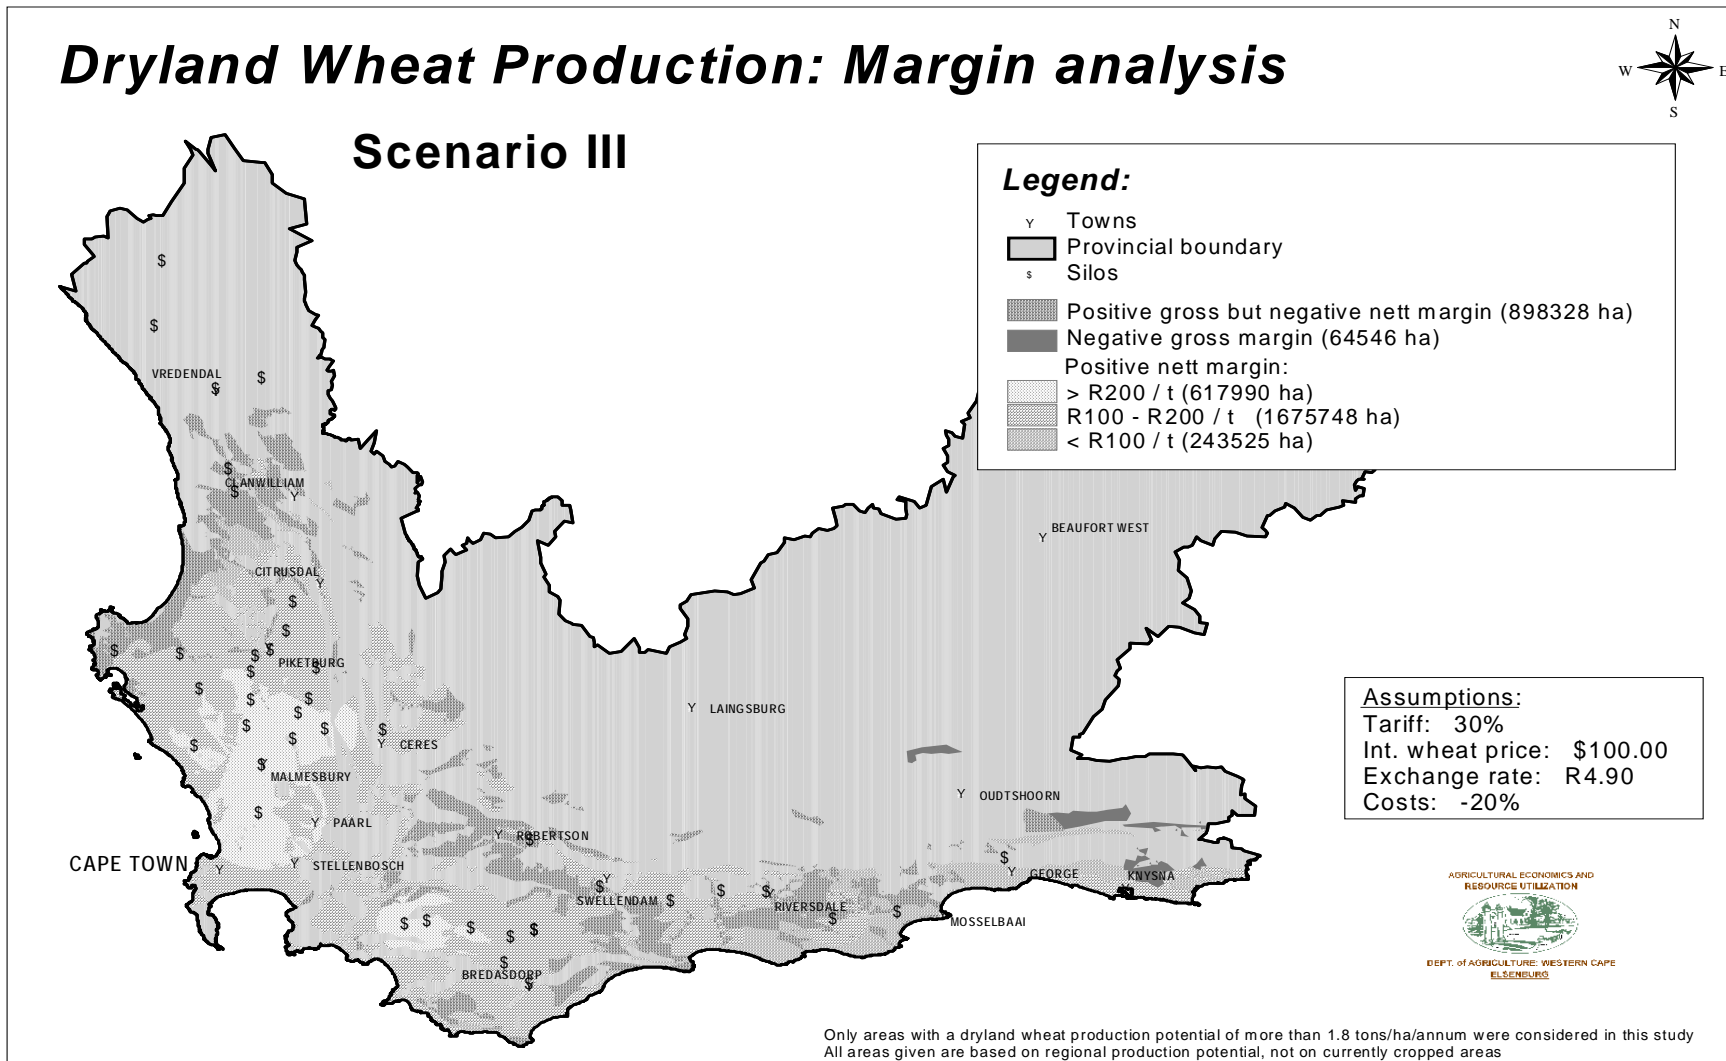 Dryland Wheat Production: Margin analysis
Scenario III
N
W
E
S
Legend:
Y Towns
Provincial boundary
$ Silos
Positive gross but negative nett margin (898328 ha)
Negative gross margin (64546 ha)
Positive nett margin:
> R200 / t (617990 ha)
R100 - R200 / t (1675748 ha)
< R100 / t (243525 ha)
VREDENDAL
CLANWILLIAM
BEAUFORT WEST
CITRUSDAL
PIKETBURG
LAINGSBURG
CERES
MALMESBURY
OUDTSHOORN
PAARL
ROBERTSON
CAPE TOWN
STELLENBOSCH
GEORGE
KNYSNA
SWELLENDAM
RIVERSDALE
MOSSELBAAI
BREDASDORP
Assumptions:
Tariff: 30%
Int. wheat price: $100.00
Exchange rate: R4.90
Costs: -20%
AGRICULTURAL ECONOMICS AND
RESOURCE UTILIZATION
DEPT. of AGRICULTURE: WESTERN CAPE
ELSENBURG
Only areas with a dryland wheat production potential of more than 1.8 tons/ha/annum were considered in this study
All areas given are based on regional production potential, not on currently cropped areas